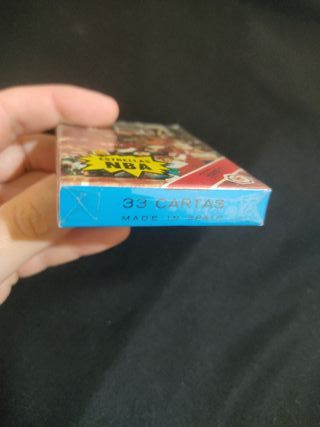 ESTRELLAS
NBA
33 CARTAS
MADE IN SPAIN